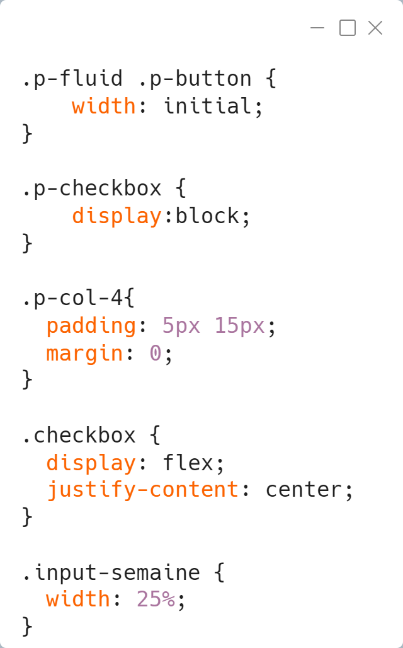 .p-fluid .p-button {
    width: initial;
}

.p-checkbox {
    display:block;
}

.p-col-4{
  padding: 5px 15px;
  margin: 0;
}

.checkbox {
  display: flex;
  justify-content: center;
}

.input-semaine {
  width: 25%;
}